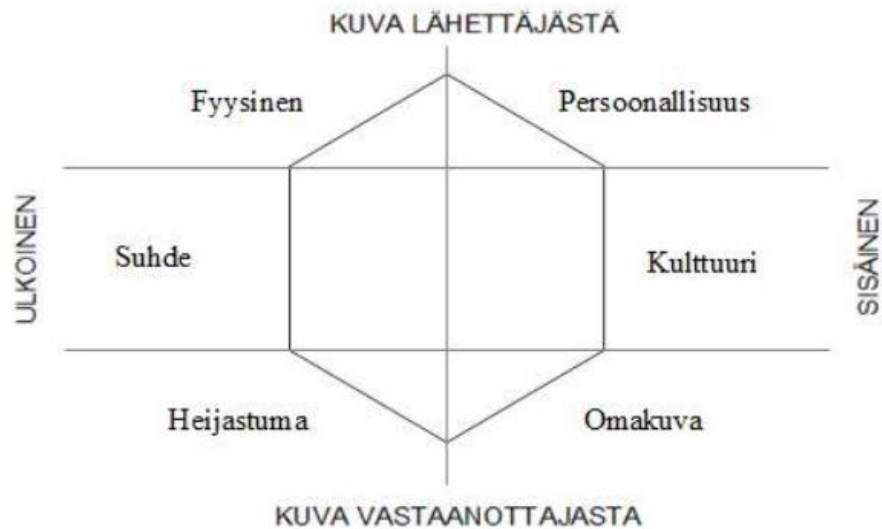 KUVA LÄHETTÄJÄSTÄ
Fyysinen
Persoonallisuus
ULKOINEN
Suhde
Kulttuuri
SISÄINEN
Heijastuma
Omakuva
KUVA VASTAANOTTAJASTA